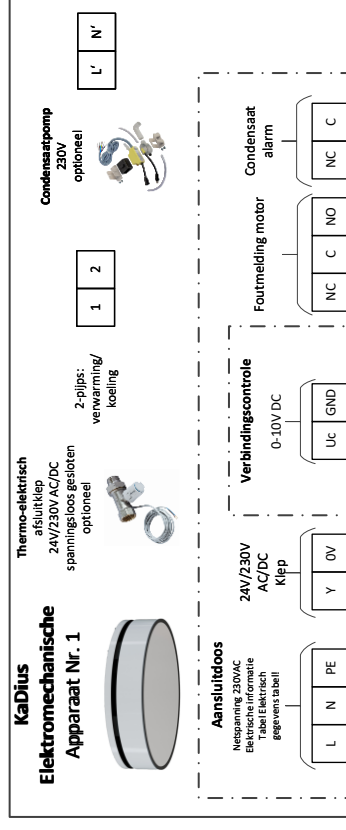 KaDius
Elektromechanische
Apparaat Nr. 1
Thermo-elektrisch
afsluitklep
24V/230V AC/DC
spanningsloos gesloten
optioneel
2-pijps:
verwarming/
koeling
1 2
Condensaatpomp
230V
optioneel
L' N'
Aansluitdoos
Netspanning 230VAC
Elektrische informatie
Tabel Elektrisch
gegevens tabel!
L N PE
24V/230V
AC/DC
Klep
Y 0V
Verbindingscontrole
0-10V DC
Uc GND
Foutmelding motor
NC C NO
Condensaat
alarm
NC C